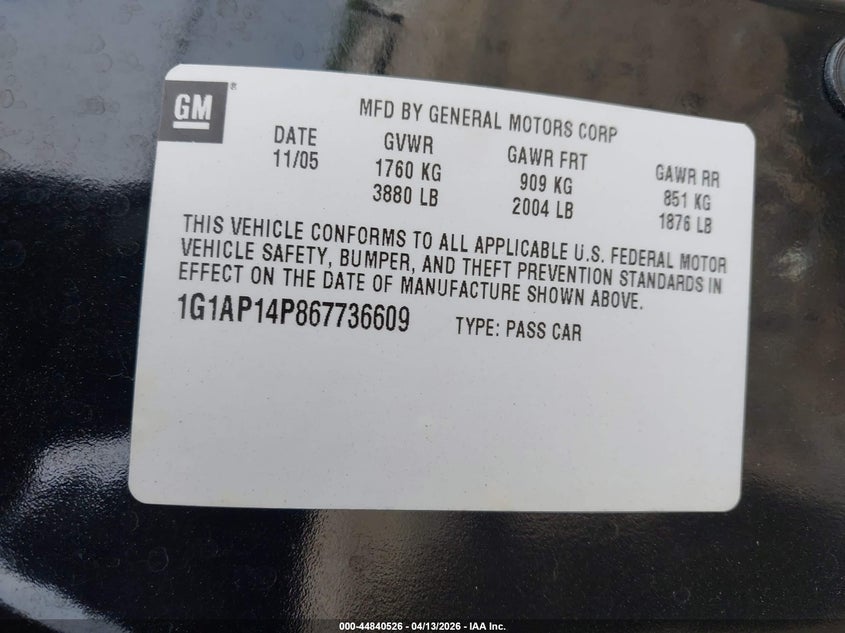 GM®
MFD BY GENERAL MOTORS CORP
DATE GVWR GAWR FRT GAWR RR
11/05 1760 KG 909 KG 851 KG
3880 LB 2004 LB 1876 LB
THIS VEHICLE CONFORMS TO ALL APPLICABLE U.S. FEDERAL MOTOR
VEHICLE SAFETY, BUMPER, AND THEFT PREVENTION STANDARDS IN
EFFECT ON THE DATE OF MANUFACTURE SHOWN ABOVE.
1G1AP14P867736609 TYPE: PASS CAR
000-44840526 - 04/13/2026 - IAA Inc.